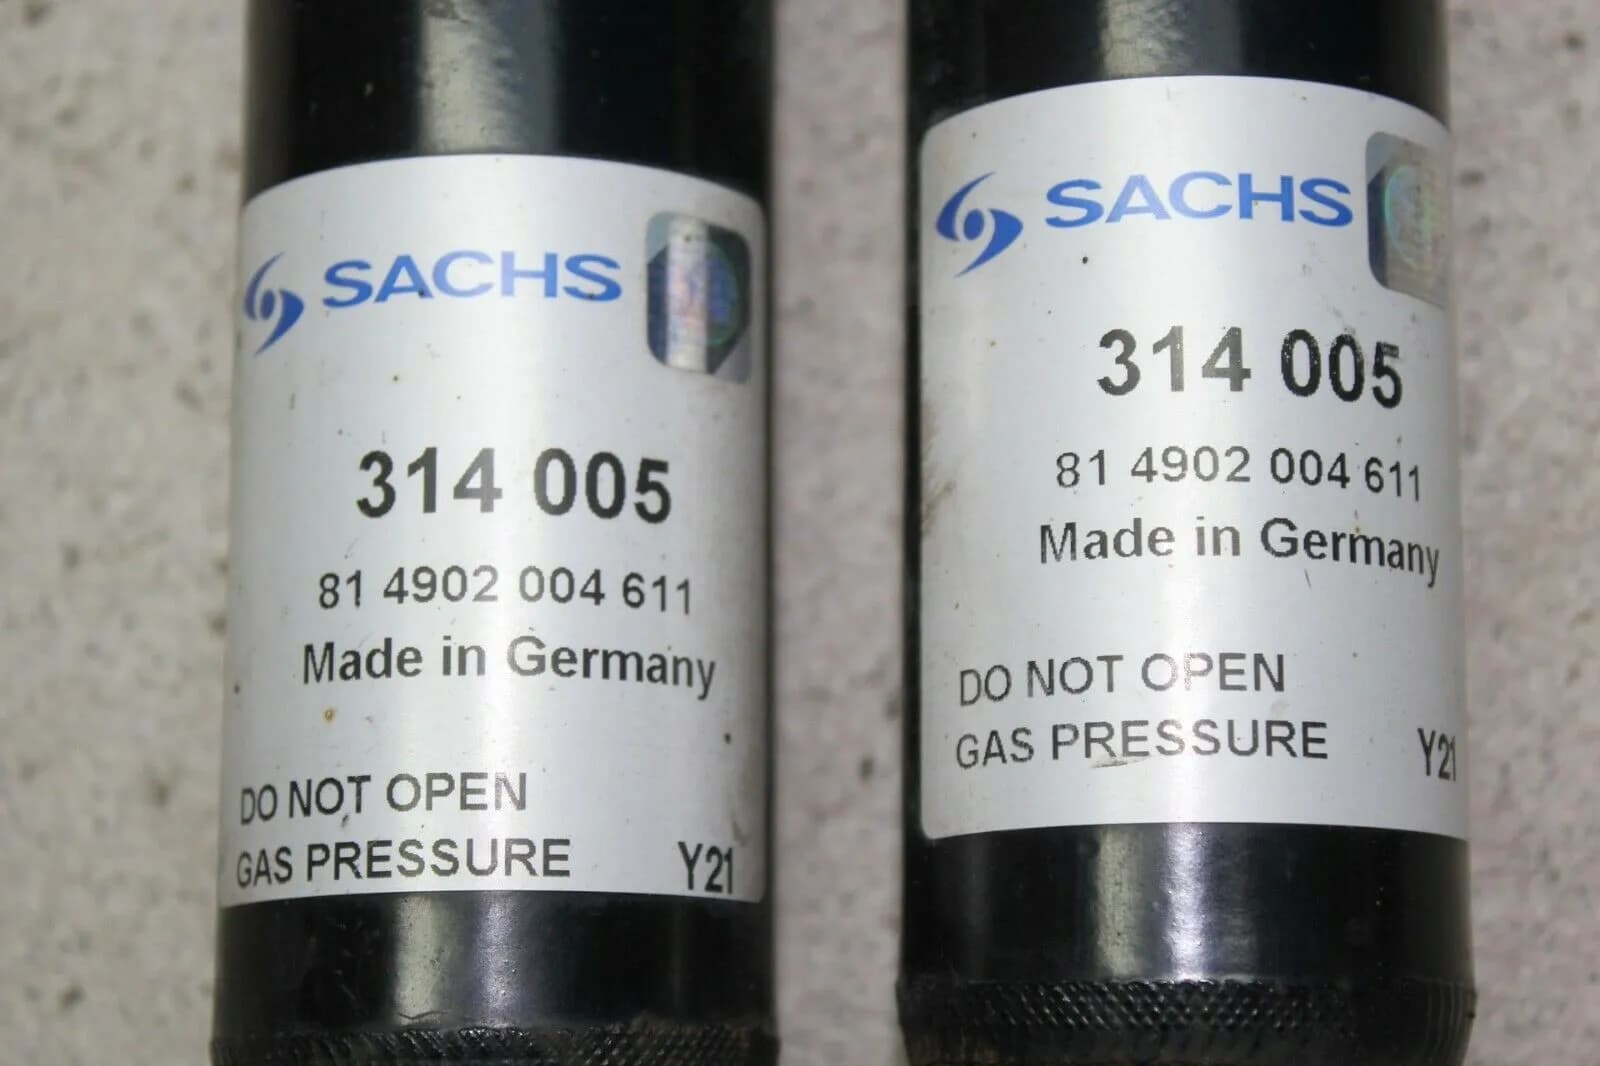 SACHS
314 005
81 4902 004 611
Made in Germany
DO NOT OPEN
GAS PRESSURE Y21
SACHS
314 005
81 4902 004 611
Made in Germany
DO NOT OPEN
GAS PRESSURE Y21